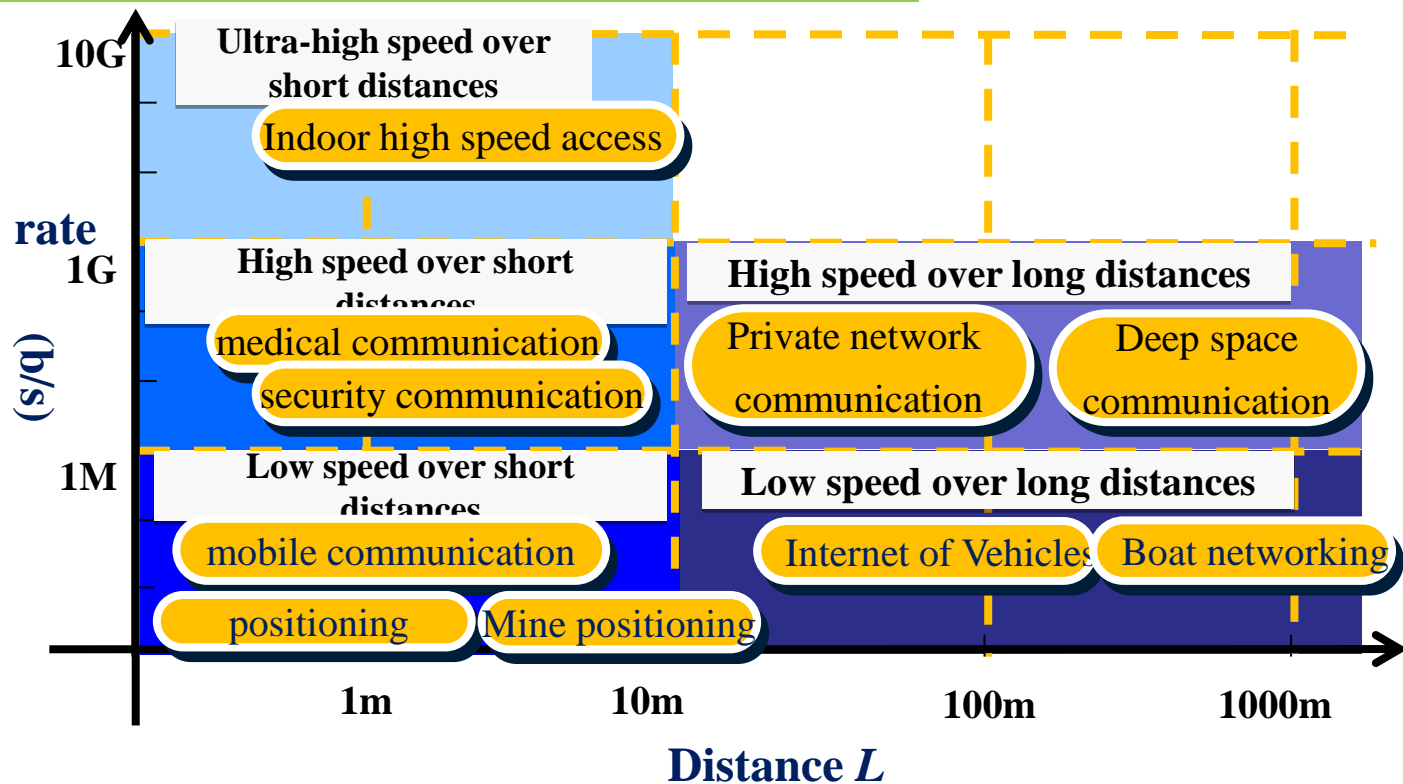 10G
Ultra-high speed over
short distances
Indoor high speed access
rate
1G
(b/s)
High speed over short
distances
medical communication
security communication
High speed over long distances
Private network
communication
Deep space
communication
1M
Low speed over short
distances
mobile communication
positioning
Mine positioning
Low speed over long distances
Internet of Vehicles
Boat networking
1m
10m
100m
1000m
Distance L